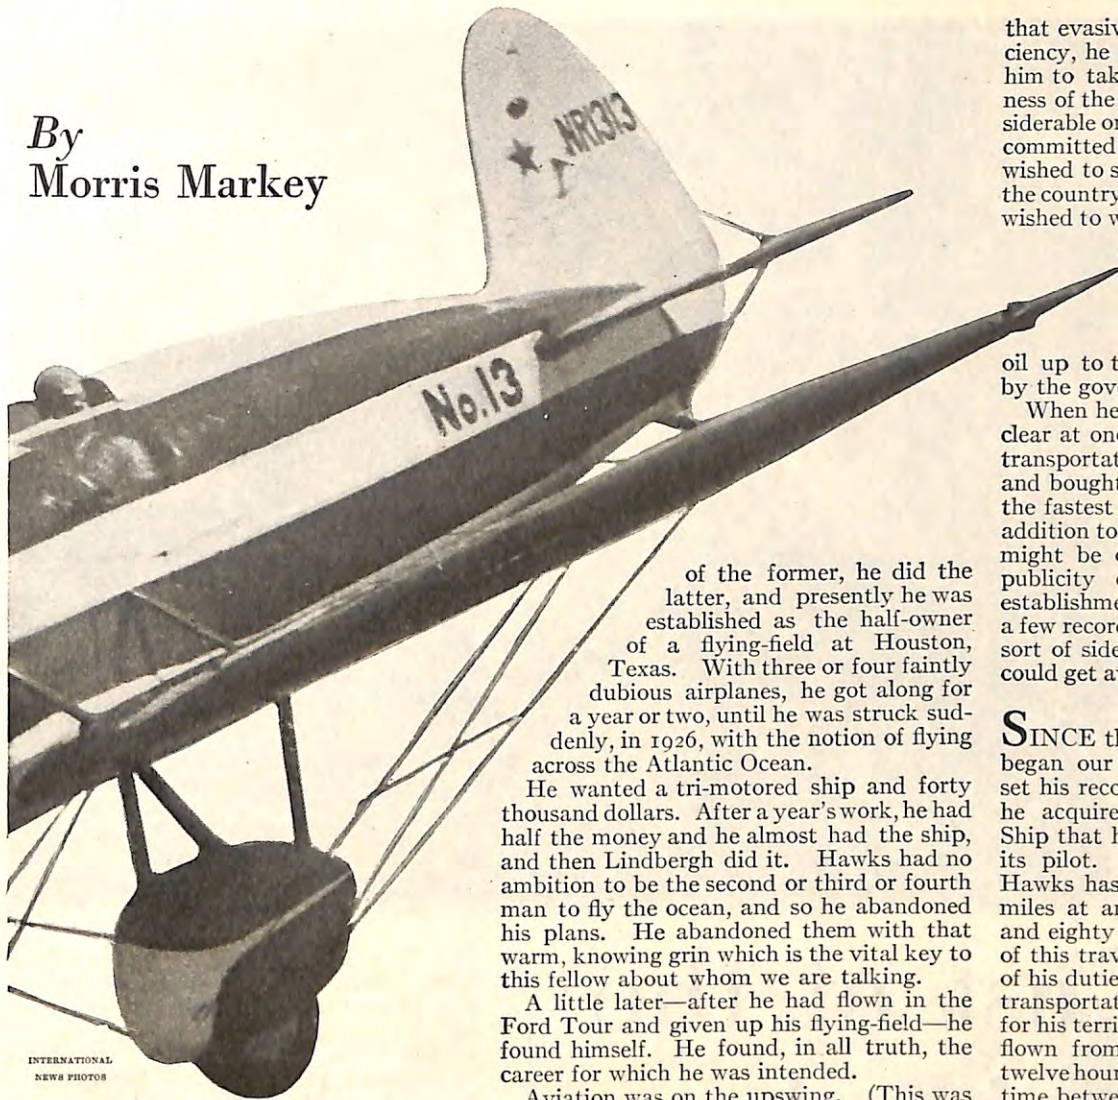 By
Morris Markey
NR1313
No.13
INTERNATIONAL
NEWS PHOTOS
of the former, he did the
latter, and presently he was
established as the half-owner
of a flying-field at Houston,
Texas. With three or four faintly
dubious airplanes, he got along for
a year or two, until he was struck sud-
denly, in 1926, with the notion of flying
across the Atlantic Ocean.
He wanted a tri-motored ship and forty
thousand dollars. After a year's work, he had
half the money and he almost had the ship,
and then Lindbergh did it. Hawks had no
ambition to be the second or third or fourth
man to fly the ocean, and so he abandoned
his plans. He abandoned them with that
warm, knowing grin which is the vital key to
this fellow about whom we are talking.
A little later—after he had flown in the
Ford Tour and given up his flying-field—he
found himself. He found, in all truth, the
career for which he was intended.
Aviation was on the upswing. (This was
that
ciency, he
him to
ness of the
siderable
committed
wished to
the country
wished to
oil up to
by the
When he
clear at
and bought
the fastest
addition to
might be
publicity
a few
sort of
could get
SINCE
began our
set his
he
Ship that
its pilot.
Hawks has
miles at
and eighty
of this
of his
for his
flown from
twelve
time